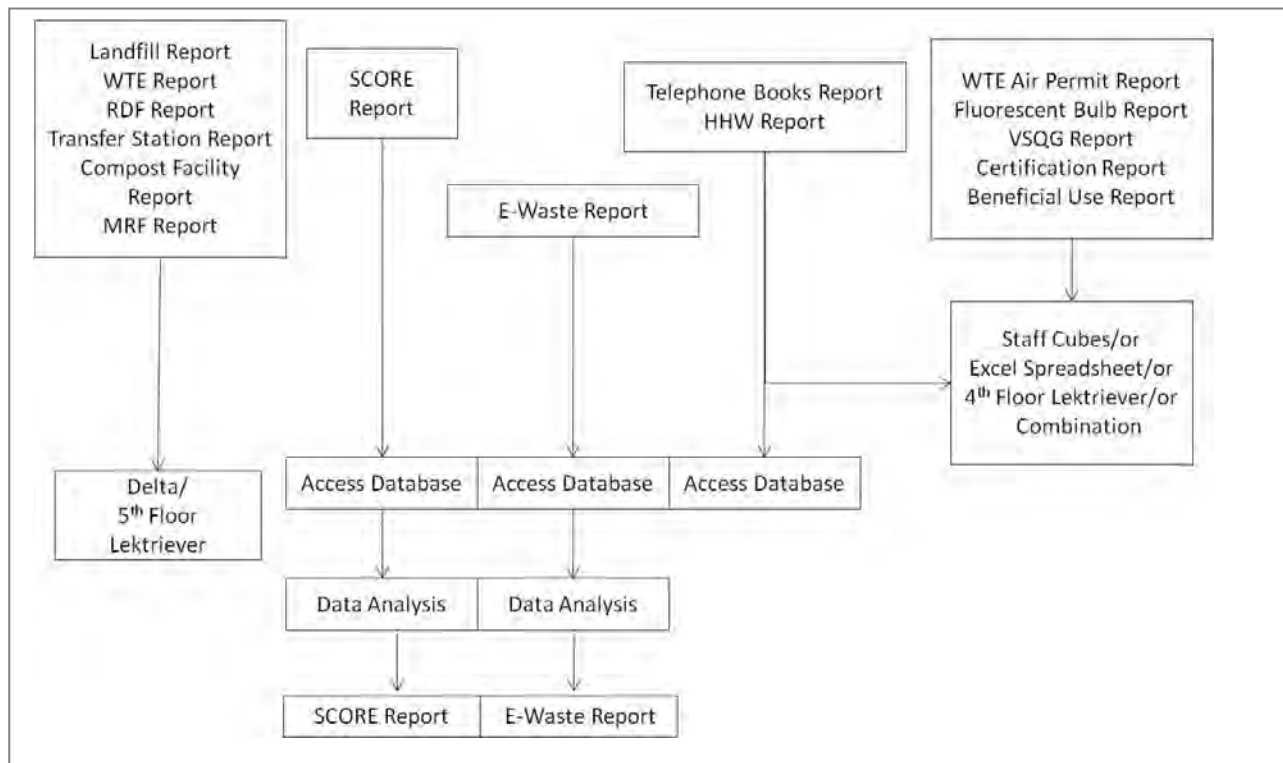 Landfill Report
WTE Report
RDF Report
Transfer Station Report
Compost Facility
Report
MRF Report
SCORE
Report
E-Waste Report
Telephone Books Report
HHW Report
WTE Air Permit Report
Fluorescent Bulb Report
VSQG Report
Certification Report
Beneficial Use Report
Staff Cubes/or
Excel Spreadsheet/or
4th Floor Lektriever/or
Combination
Delta/
5th Floor
Lektriever
Access Database
Access Database
Access Database
Data Analysis
Data Analysis
SCORE Report
E-Waste Report